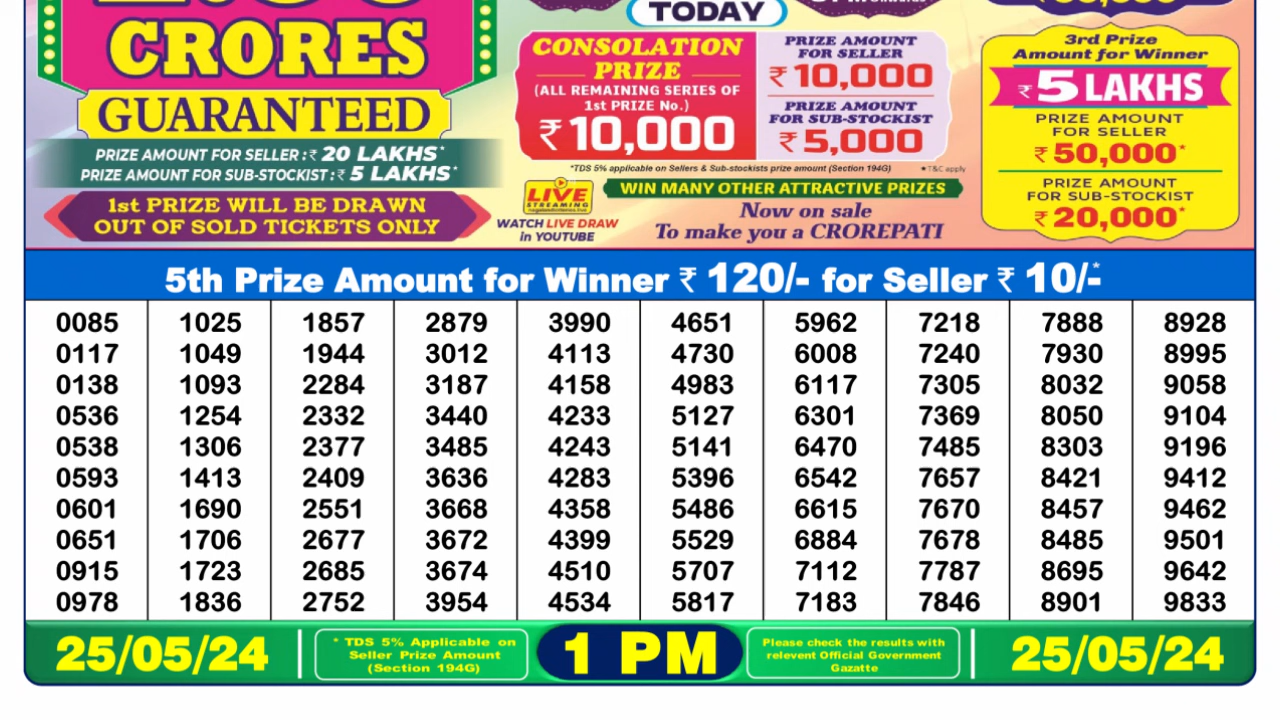 CRORES
GUARANTEED
PRIZE AMOUNT FOR SELLER : ₹ 20 LAKHS*
PRIZE AMOUNT FOR SUB-STOCKIST : ₹ 5 LAKHS*
1st PRIZE WILL BE DRAWN
OUT OF SOLD TICKETS ONLY
TODAY
CONSOLATION
PRIZE
(ALL REMAINING SERIES OF
1st PRIZE No.)
₹ 10,000
PRIZE AMOUNT
FOR SELLER
₹ 10,000
PRIZE AMOUNT
FOR SUB-STOCKIST
₹ 5,000
*TDS 5% applicable on Sellers & Sub-stockists prize amount (Section 194G)
*T&C apply
LIVE
STREAMING
WATCH LIVE DRAW
in YOUTUBE
WIN MANY OTHER ATTRACTIVE PRIZES
Now on sale
To make you a CROREPATI
3rd Prize
Amount for Winner
₹ 5 LAKHS
PRIZE AMOUNT
FOR SELLER
₹ 50,000*
PRIZE AMOUNT
FOR SUB-STOCKIST
₹ 20,000*
5th Prize Amount for Winner ₹ 120/- for Seller ₹ 10/-*
0085 1025 1857 2879 3990 4651 5962 7218 7888 8928
0117 1049 1944 3012 4113 4730 6008 7240 7930 8995
0138 1093 2284 3187 4158 4983 6117 7305 8032 9058
0536 1254 2332 3440 4233 5127 6301 7369 8050 9104
0538 1306 2377 3485 4243 5141 6470 7485 8303 9196
0593 1413 2409 3636 4283 5396 6542 7657 8421 9412
0601 1690 2551 3668 4358 5486 6615 7670 8457 9462
0651 1706 2677 3672 4399 5529 6884 7678 8485 9501
0915 1723 2685 3674 4510 5707 7112 7787 8695 9642
0978 1836 2752 3954 4534 5817 7183 7846 8901 9833
25/05/24
* TDS 5% Applicable on
Seller Prize Amount
(Section 194G)
1 PM
Please check the results with
relevent Official Government
Gazatte
25/05/24